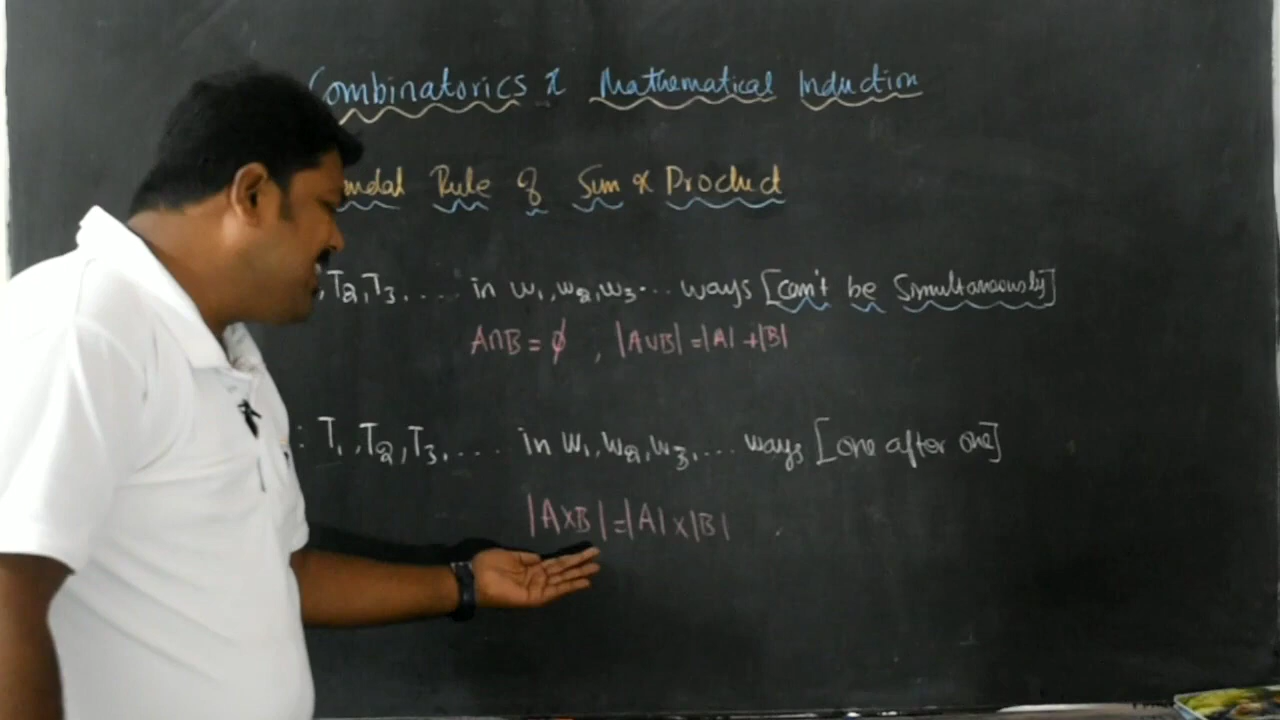 Combinatorics & Mathematical Induction
Rule of Sum & Product
, T2, T3, .... in w1, w2, w3 ... ways [can't be Simultaneously]
A∩B = ϕ , |A∪B| = |A| + |B|
: T1, T2, T3, .... in w1, w2, w3, ... ways [one after one]
|A×B| = |A| × |B|